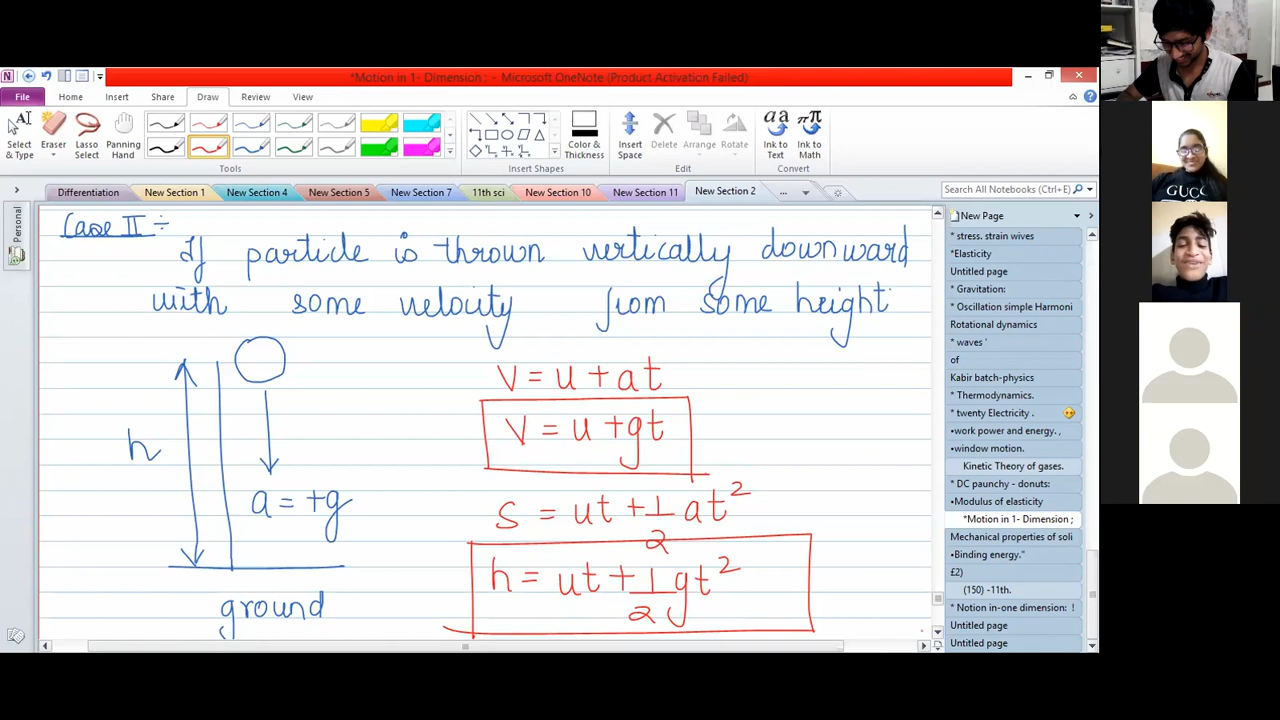 *Motion in 1- Dimension ; - Microsoft OneNote (Product Activation Failed)
File Home Insert Share Draw Review View
Select & Type
Eraser
Lasso Select
Panning Hand
Color & Thickness
Insert Space
Delete
Arrange
Rotate
Ink to Text
Ink to Math
Tools
Insert Shapes
Edit
Convert
Differentiation New Section 1 New Section 4 New Section 5 New Section 7 11th sci New Section 10 New Section 11 New Section 2 ...
Search All Notebooks (Ctrl+E)
Personal
Case II ÷
If particle is thrown vertically downward
with some velocity from some height
h
a = +g
ground
V = u + at
V = u + gt
S = ut + 1/2 at²
h = ut + 1/2 gt²
New Page
* stress. strain wives
*Elasticity
Untitled page
* Gravitation:
* Oscillation simple Harmoni
Rotational dynamics
* waves '
of
Kabir batch-physics
* Thermodynamics.
* twenty Electricity .
•work power and energy. ,
•window motion.
Kinetic Theory of gases.
* DC paunchy - donuts:
•Modulus of elasticity
*Motion in 1- Dimension ;
Mechanical properties of soli
•Binding energy."
£2)
(150) -11th.
* Notion in-one dimension: !
Untitled page
Untitled page
GUCC